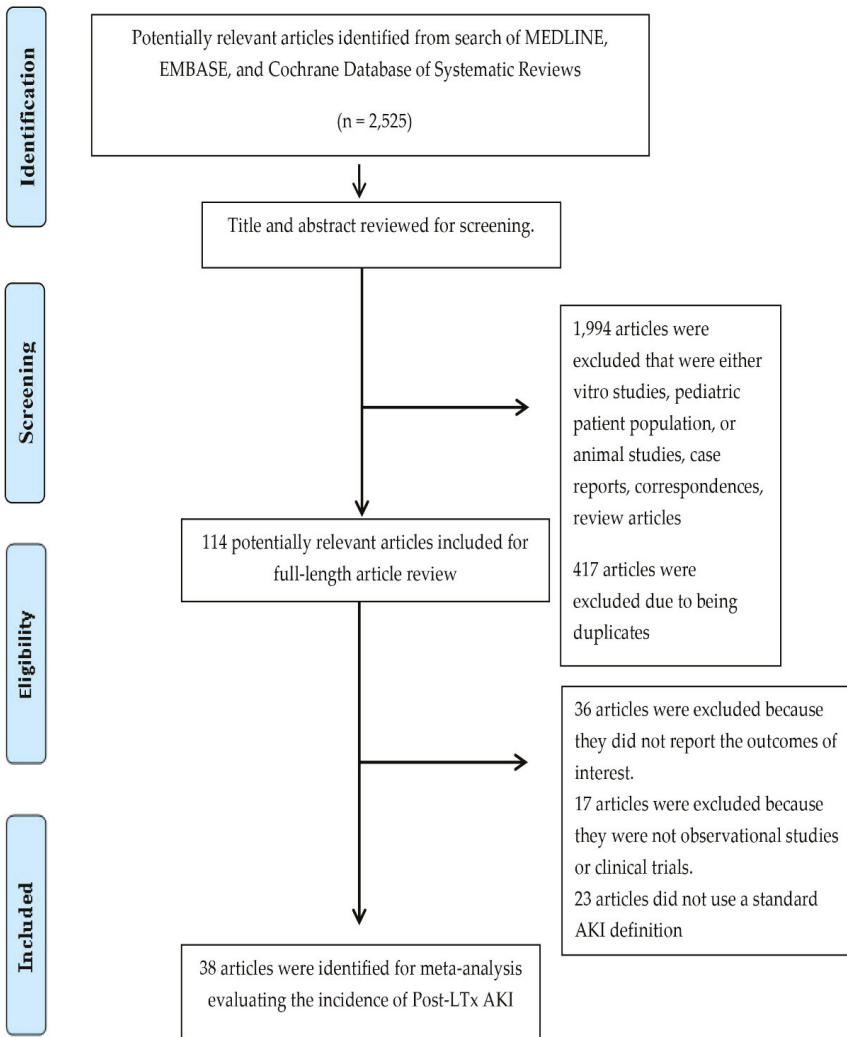 Identification
Potentially relevant articles identified from search of MEDLINE,
EMBASE, and Cochrane Database of Systematic Reviews
(n = 2,525)
Title and abstract reviewed for screening.
Screening
1,994 articles were
excluded that were either
vitro studies, pediatric
patient population, or
animal studies, case
reports, correspondences,
review articles
417 articles were
excluded due to being
duplicates
114 potentially relevant articles included for
full-length article review
Eligibility
36 articles were excluded because
they did not report the outcomes of
interest.
17 articles were excluded because
they were not observational studies
or clinical trials.
23 articles did not use a standard
AKI definition
Included
38 articles were identified for meta-analysis
evaluating the incidence of Post-LTx AKI